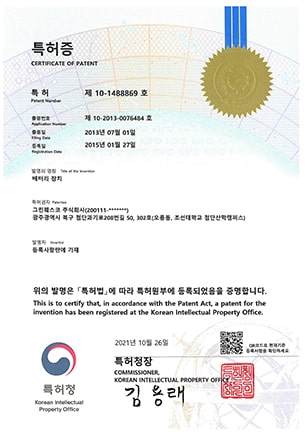 특허증
CERTIFICATE OF PATENT
특 허 제 10-1488869 호
Patent Number
출원번호 제 10-2013-0076484 호
Application Number
출원일 2013년 07월 01일
Filing Date
등록일 2015년 01월 27일
Registration Date
발명의 명칭 Title of the Invention
배터리 장치
특허권자 Patentee
그린웨스코 주식회사(200111-*******)
광주광역시 북구 첨단과기로208번길 50, 302호(오룡동, 조선대학교 첨단산학캠퍼스)
발명자 Inventor
등록사항란에 기재
위의 발명은 「특허법」에 따라 특허원부에 등록되었음을 증명합니다.
This is to certify that, in accordance with the Patent Act, a patent for the
invention has been registered at the Korean Intellectual Property Office.
2021년 10월 26일
QR코드로 현재기준
등록사항을 확인하세요
특허청
Korean Intellectual
Property Office
특허청장
COMMISSIONER,
KOREAN INTELLECTUAL PROPERTY OFFICE
김용래